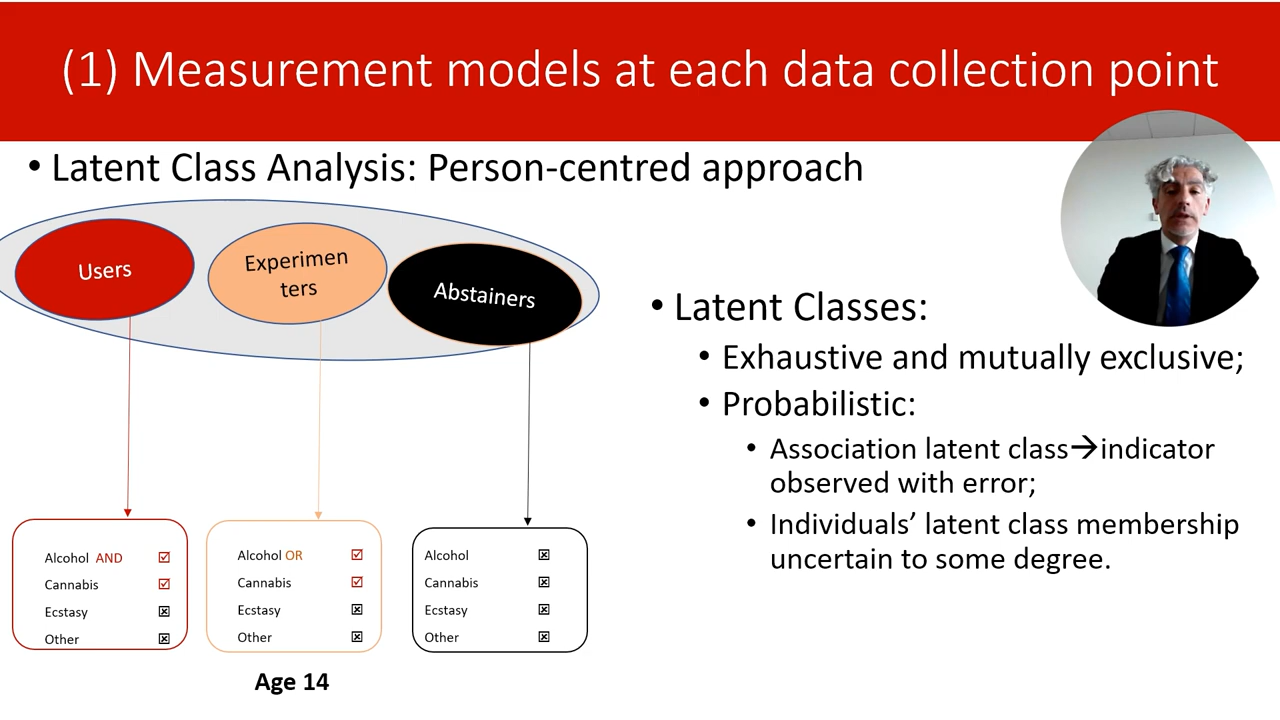 (1) Measurement models at each data collection point
• Latent Class Analysis: Person-centred approach
Users
Experimen
ters
Abstainers
• Latent Classes:
• Exhaustive and mutually exclusive;
• Probabilistic:
• Association latent class→indicator
observed with error;
• Individuals’ latent class membership
uncertain to some degree.
Alcohol AND ☑
Cannabis ☑
Ecstasy ☒
Other ☒
Alcohol OR ☑
Cannabis ☑
Ecstasy ☒
Other ☒
Alcohol ☒
Cannabis ☒
Ecstasy ☒
Other ☒
Age 14